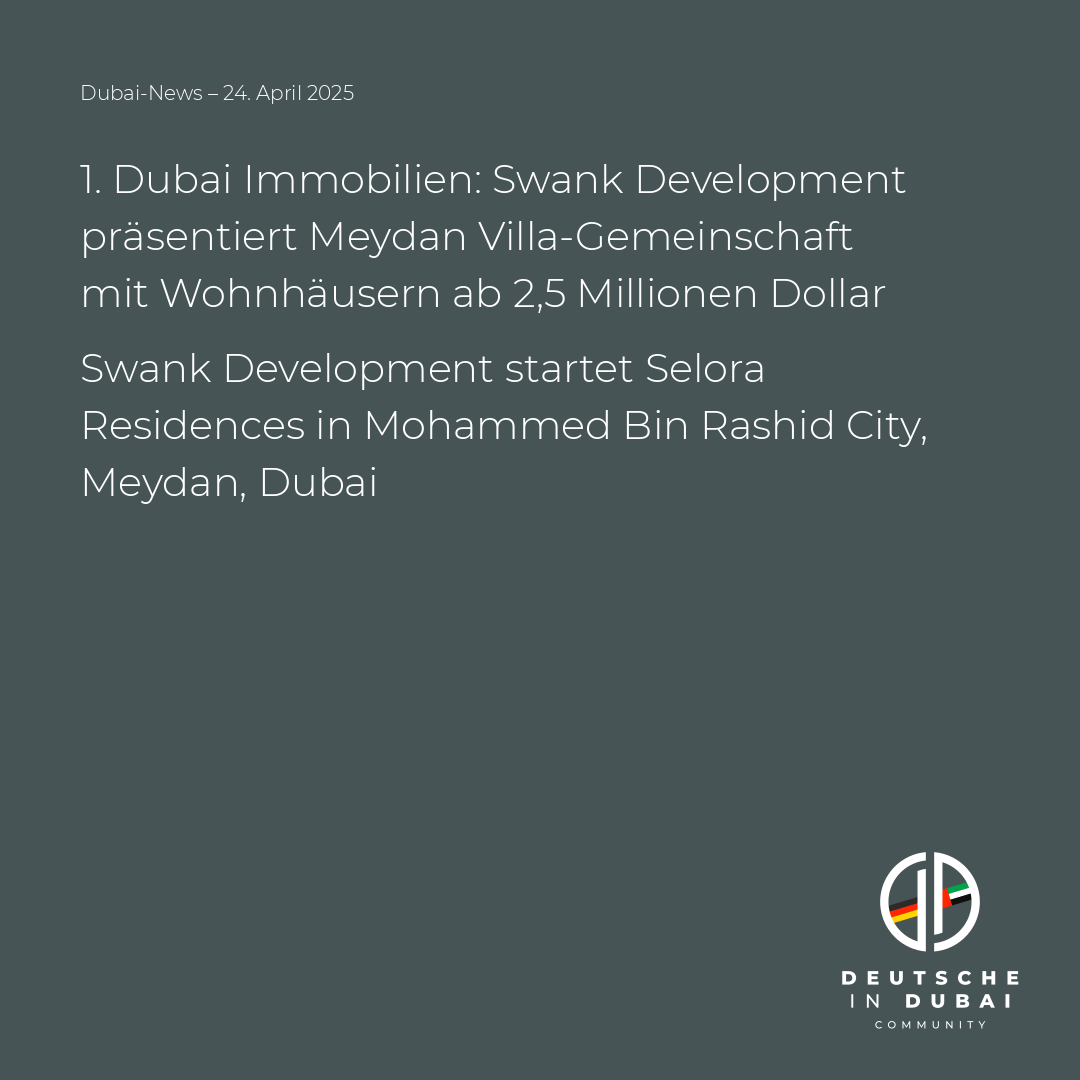 Dubai-News – 24. April 2025
1. Dubai Immobilien: Swank Development
präsentiert Meydan Villa-Gemeinschaft
mit Wohnhäusern ab 2,5 Millionen Dollar
Swank Development startet Selora
Residences in Mohammed Bin Rashid City,
Meydan, Dubai
DEUTSCHE
IN DUBAI
COMMUNITY